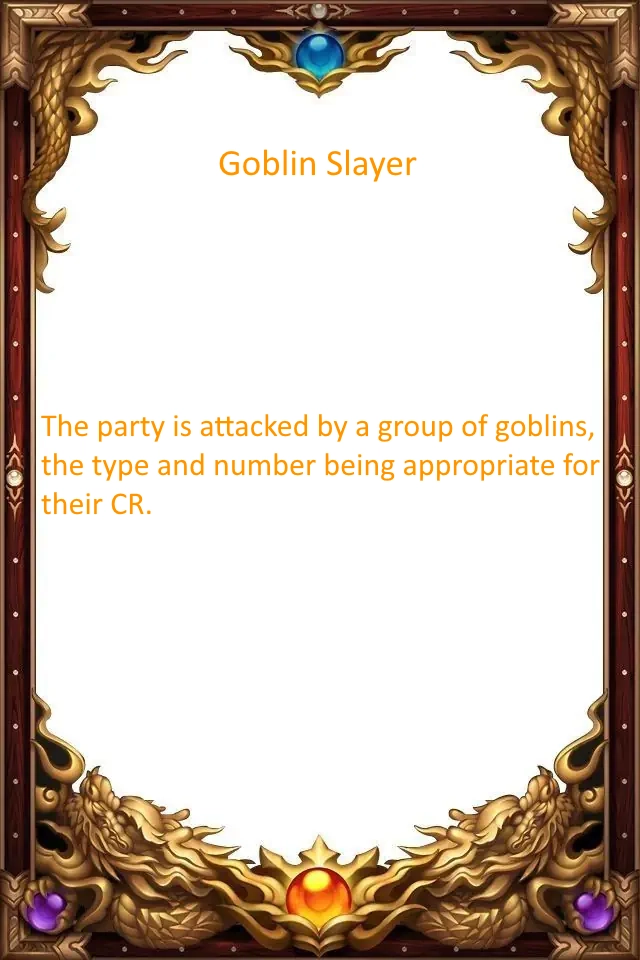 Goblin Slayer
The party is attacked by a group of goblins,
the type and number being appropriate for
their CR.